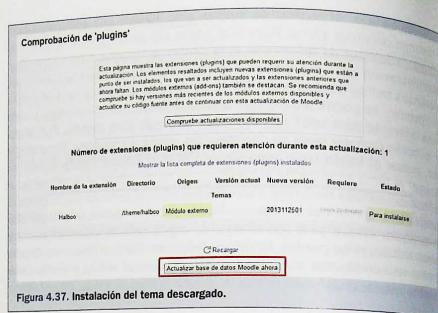 Comprobación de 'plugins'
Esta página muestra las extensiones (plugins) que pueden requerir su atención durante la
actualización. Los elementos resaltados incluyen nuevas extensiones (plugins) que están a
punto de ser instalados, los que van a ser actualizados y las extensiones anteriores que
ahora faltan. Los módulos externos (add-ons) también se destacan. Se recomienda que
compruebe si hay versiones más recientes de los módulos externos disponibles y
actualice su código fuente antes de continuar con esta actualización de Moodle.
Compruebe actualizaciones disponibles
Número de extensiones (plugins) que requieren atención durante esta actualización: 1
Mostrar la lista completa de extensiones (plugins) instalados
Nombre de la extensión Directorio Origen Versión actual Nueva versión Requiere Estado
Temas
Halboo /theme/halboo Módulo externo 2013112501 Para instalarse
Recargar
Actualizar base de datos Moodle ahora
Figura 4.37. Instalación del tema descargado.